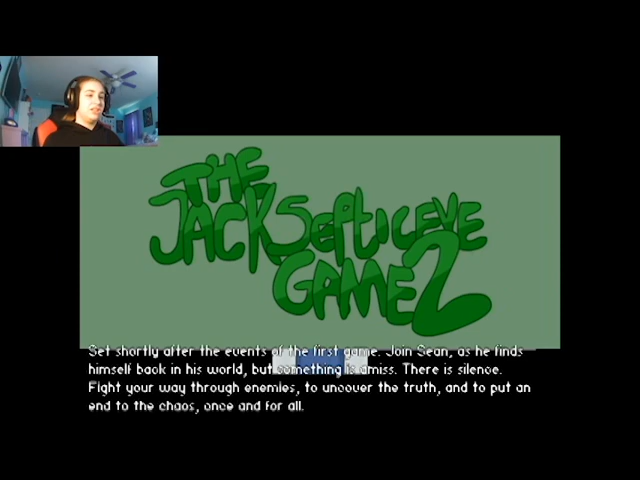 THE
JACKSepticEYE
GAME 2
Set shortly after the events of the first game. Join Sean, as he finds
himself back in his world, but something is amiss. There is silence.
Fight your way through enemies, to uncover the truth, and to put an
end to the chaos, once and for all.